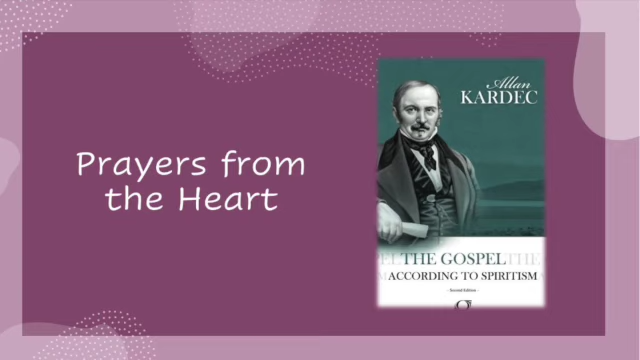 Prayers from
the Heart
Allan
KARDEC
THE GOSPEL
ACCORDING TO SPIRITISM
- Second Edition -